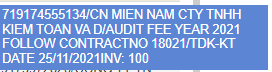 719174555134/CN MIEN NAM CTY TNHH
KIEM TOAN VA D/AUDIT FEE YEAR 2021
FOLLOW CONTRACTNO 18021/TDK-KT
DATE 25/11/2021INV: 100